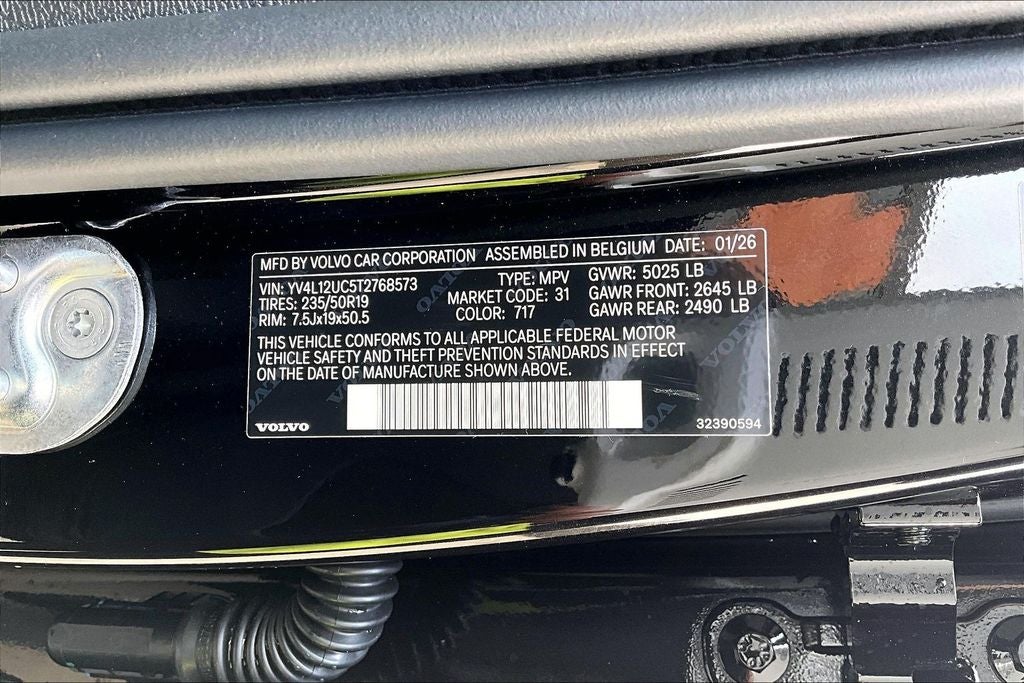 MFD BY VOLVO CAR CORPORATION ASSEMBLED IN BELGIUM DATE: 01/26
VIN: YV4L12UC5T2768573 TYPE: MPV GVWR: 5025 LB
TIRES: 235/50R19 MARKET CODE: 31 GAWR FRONT: 2645 LB
RIM: 7.5Jx19x50.5 COLOR: 717 GAWR REAR: 2490 LB
THIS VEHICLE CONFORMS TO ALL APPLICABLE FEDERAL MOTOR
VEHICLE SAFETY AND THEFT PREVENTION STANDARDS IN EFFECT
ON THE DATE OF MANUFACTURE SHOWN ABOVE.
VOLVO 32390594